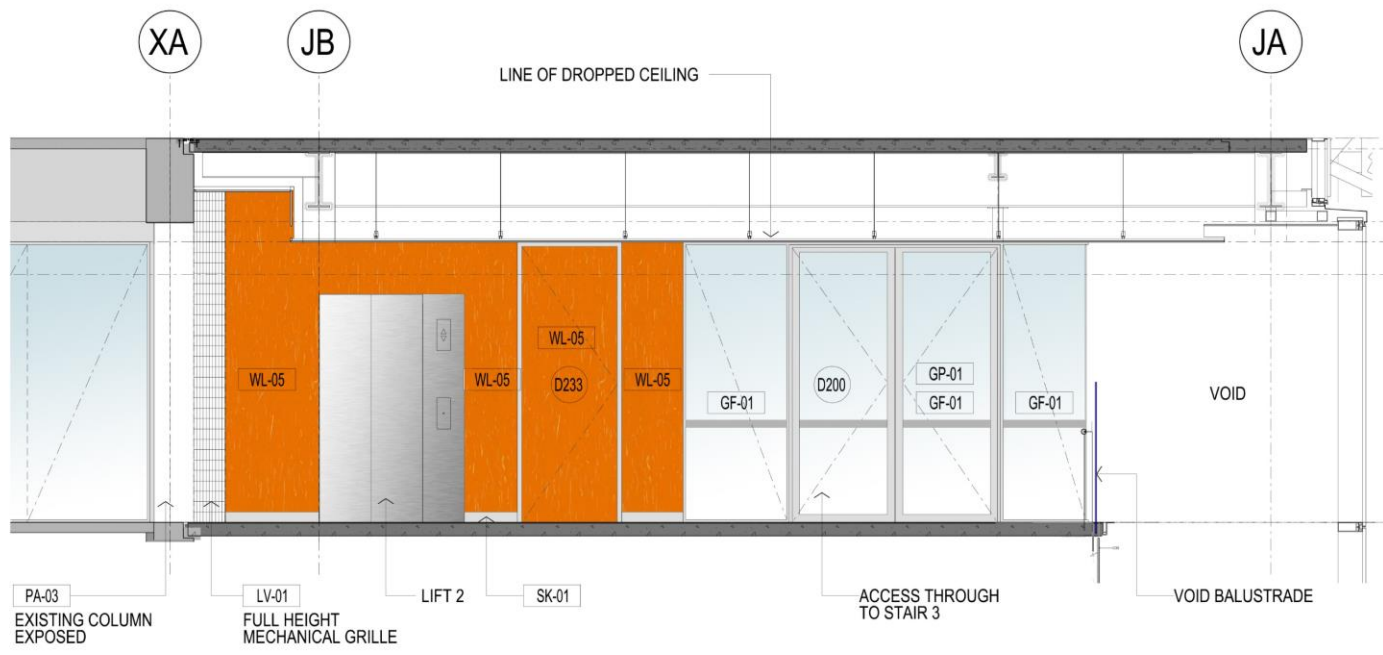 XA
JB
JA
LINE OF DROPPED CEILING
WL-05
D233
WL-05
WL-05
WL-05
GF-01
D200
GP-01
GF-01
GF-01
VOID
PA-03
EXISTING COLUMN
EXPOSED
LV-01
FULL HEIGHT
MECHANICAL GRILLE
LIFT 2
SK-01
ACCESS THROUGH
TO STAIR 3
VOID BALUSTRADE